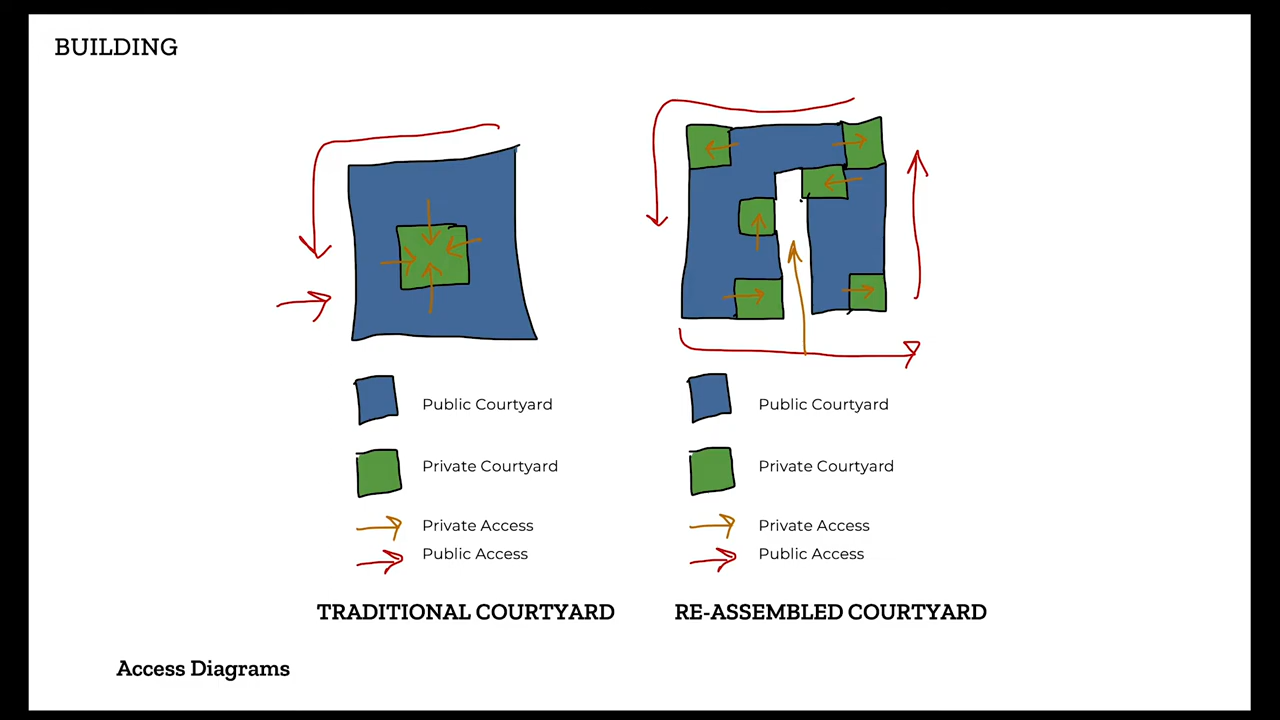 BUILDING
Public Courtyard
Private Courtyard
Private Access
Public Access
TRADITIONAL COURTYARD
Public Courtyard
Private Courtyard
Private Access
Public Access
RE-ASSEMBLED COURTYARD
Access Diagrams